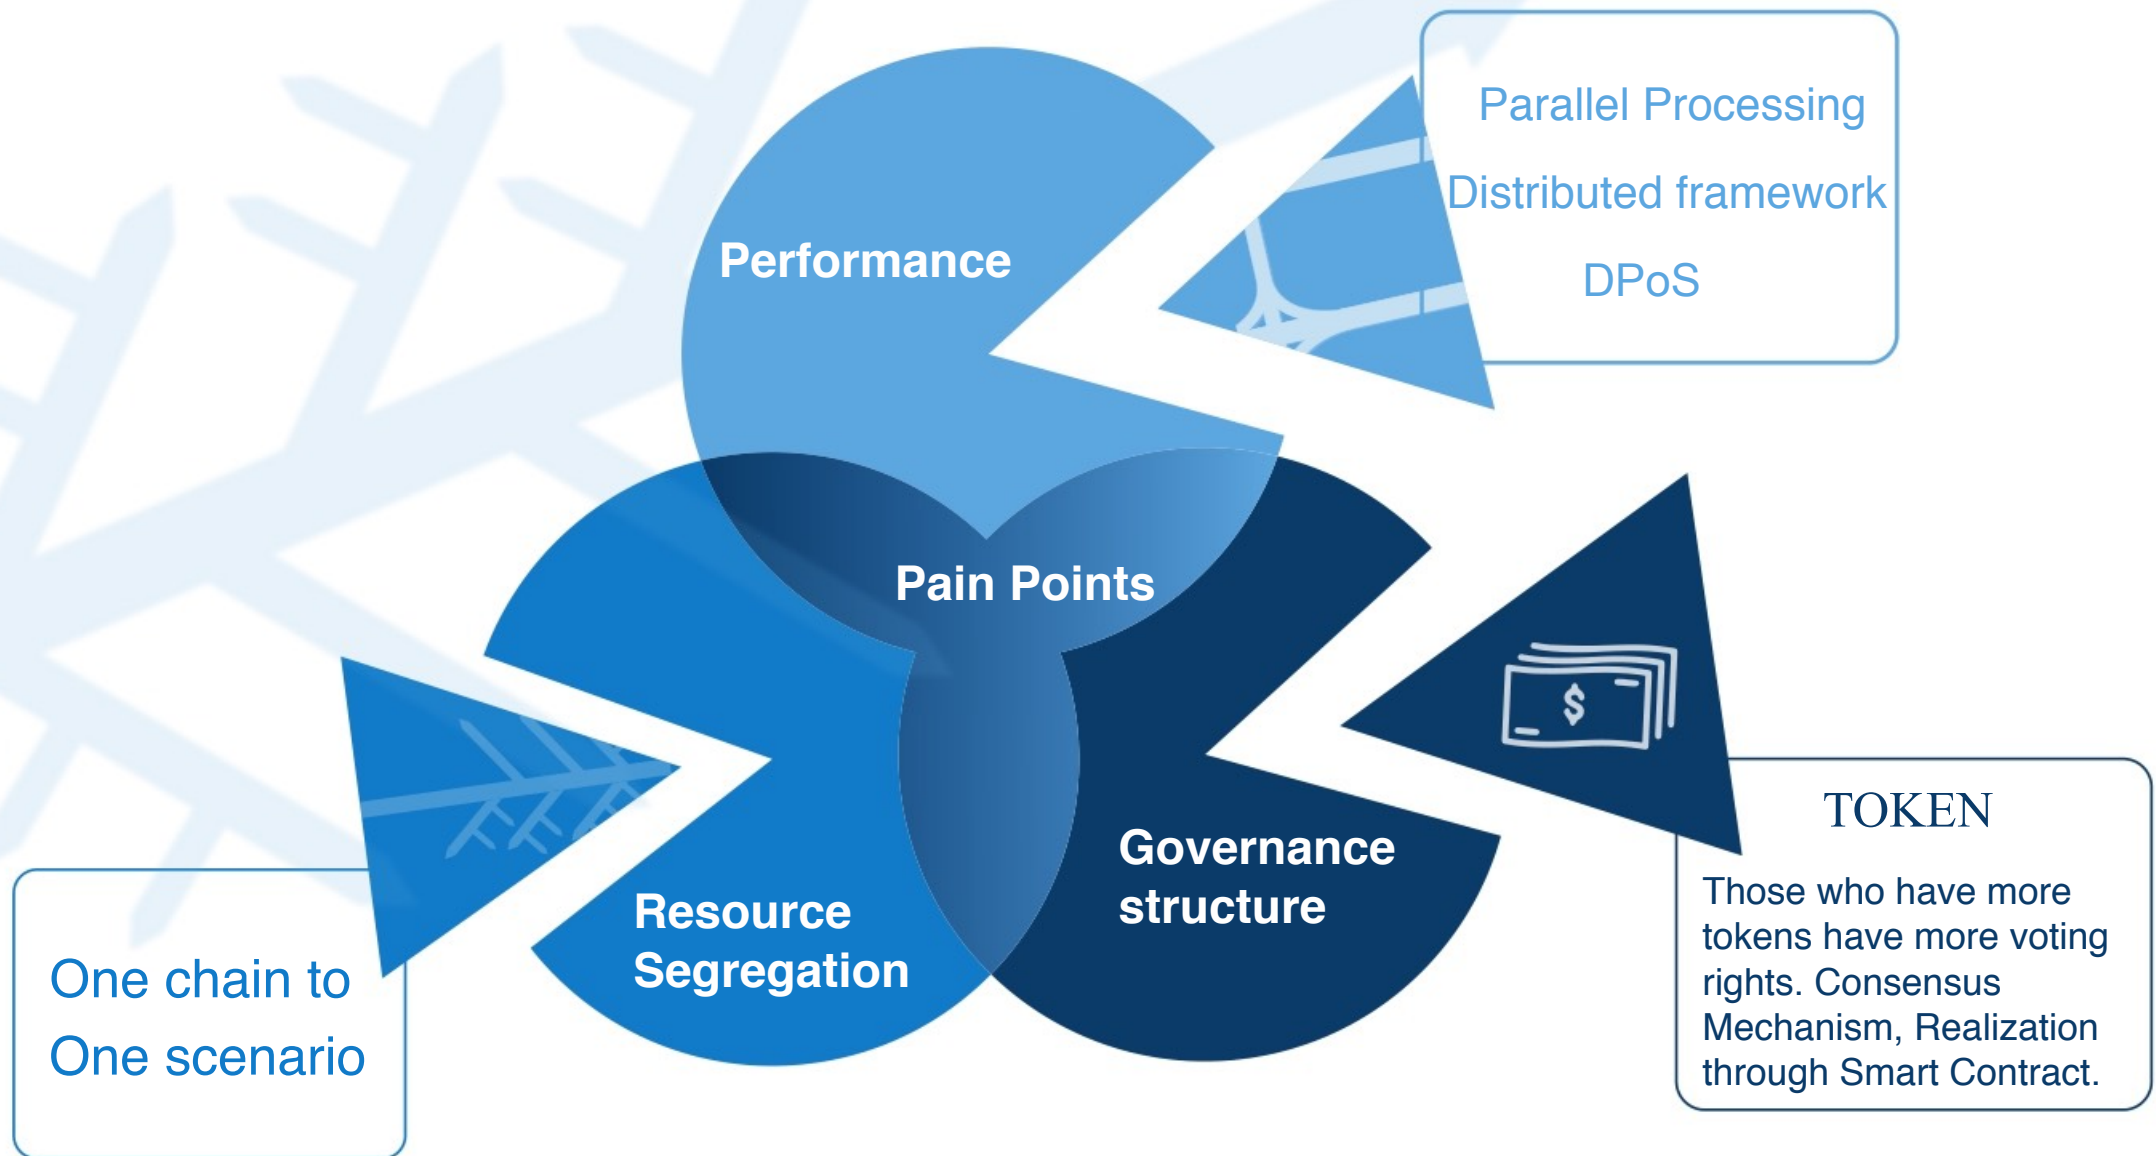 Parallel Processing
Distributed framework
DPoS
Performance
Pain Points
Resource
Segregation
Governance
structure
One chain to
One scenario
$
TOKEN
Those who have more
tokens have more voting
rights. Consensus
Mechanism, Realization
through Smart Contract.